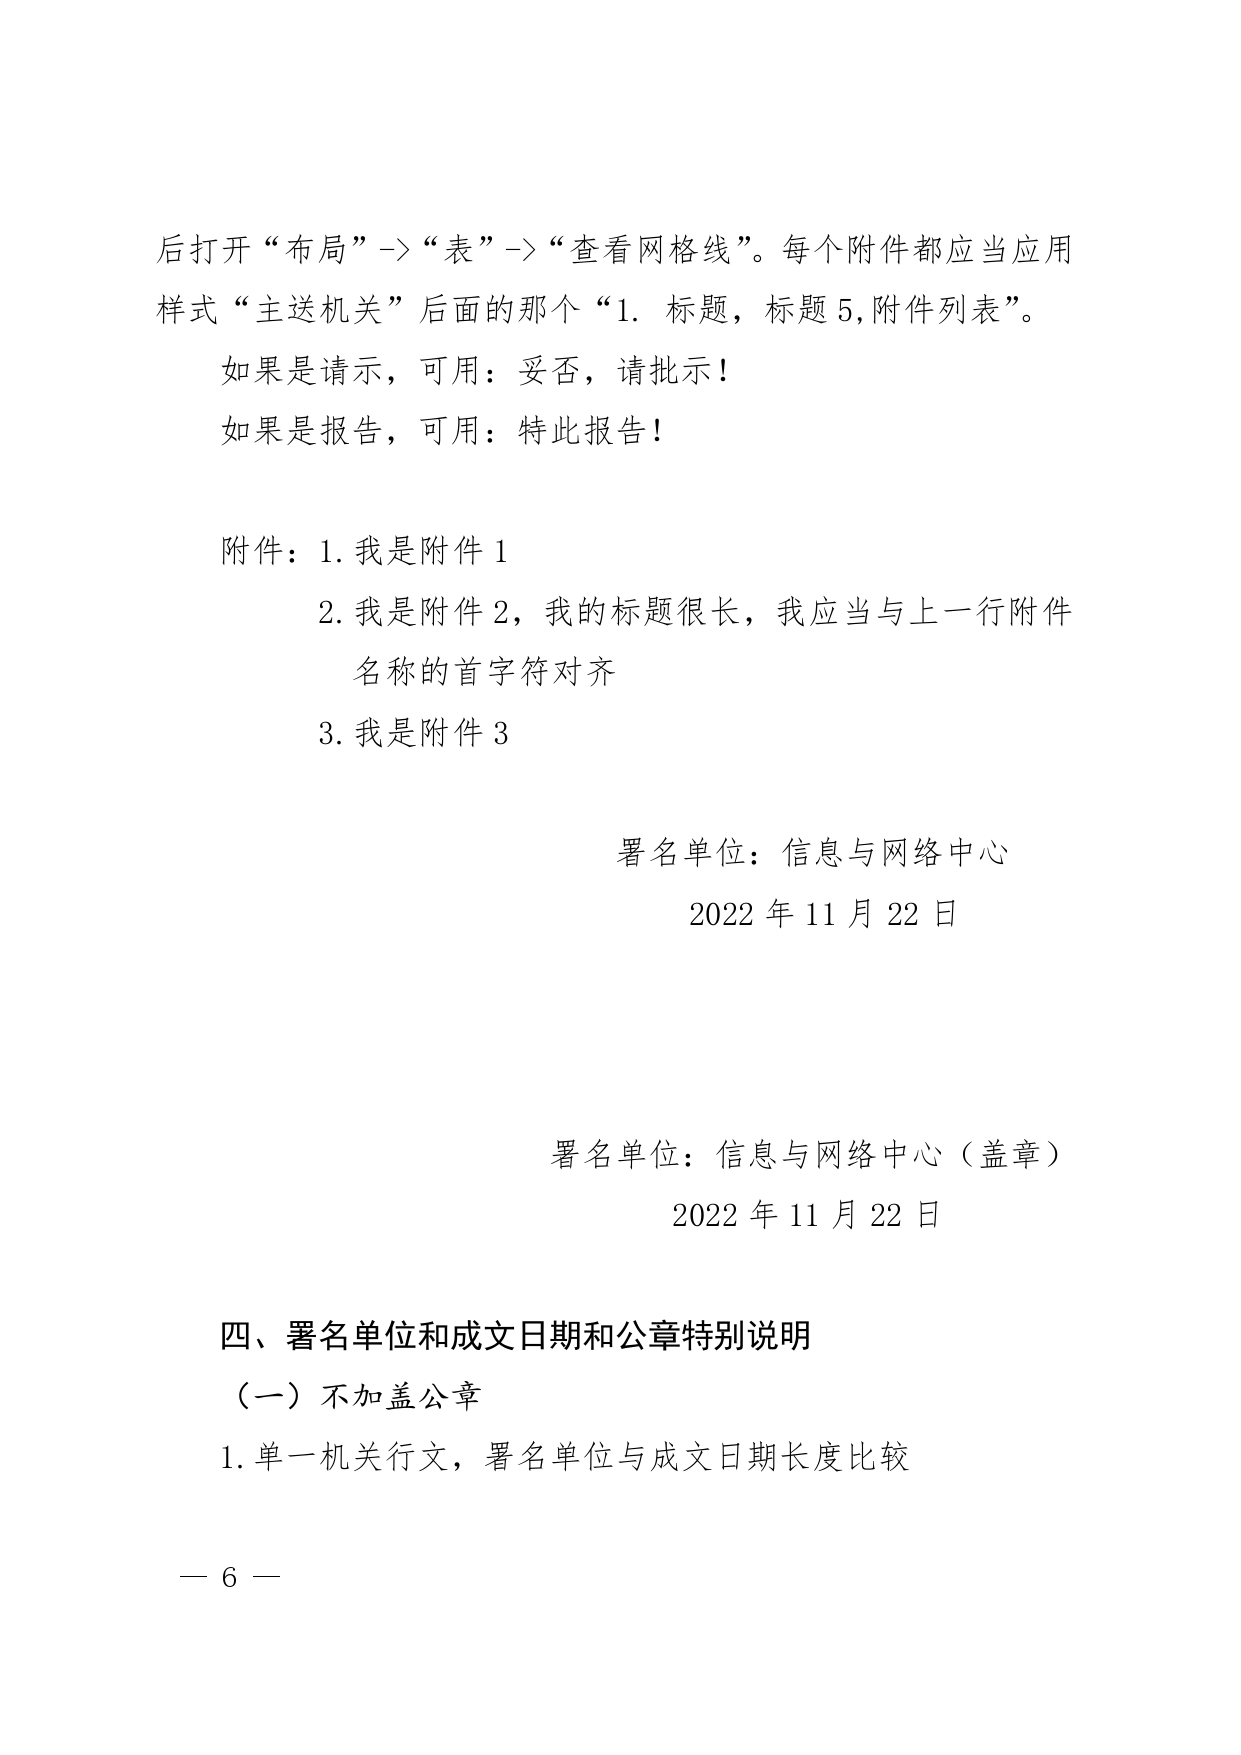 后打开“布局”->“表”->“查看网格线”。每个附件都应当应用
样式“主送机关”后面的那个“1. 标题，标题 5,附件列表”。
如果是请示，可用：妥否，请批示！
如果是报告，可用：特此报告！
附件：1.我是附件 1
2.我是附件 2，我的标题很长，我应当与上一行附件
名称的首字符对齐
3.我是附件 3
署名单位：信息与网络中心
2022 年 11 月 22 日
署名单位：信息与网络中心（盖章）
2022 年 11 月 22 日
四、署名单位和成文日期和公章特别说明
（一）不加盖公章
1.单一机关行文，署名单位与成文日期长度比较
— 6 —